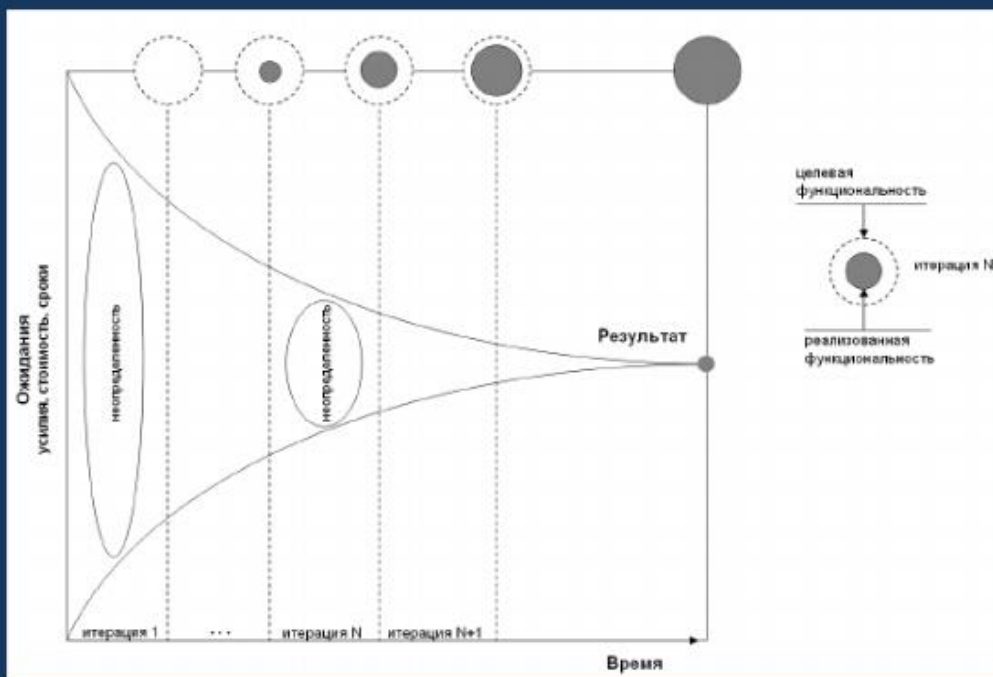 целевая
функциональность
итерация N
реализованная
функциональность
Ожидания
усилия, стоимость, сроки
неопределенность
неопределенность
Результат
итерация 1
...
итерация N
итерация N+1
Время